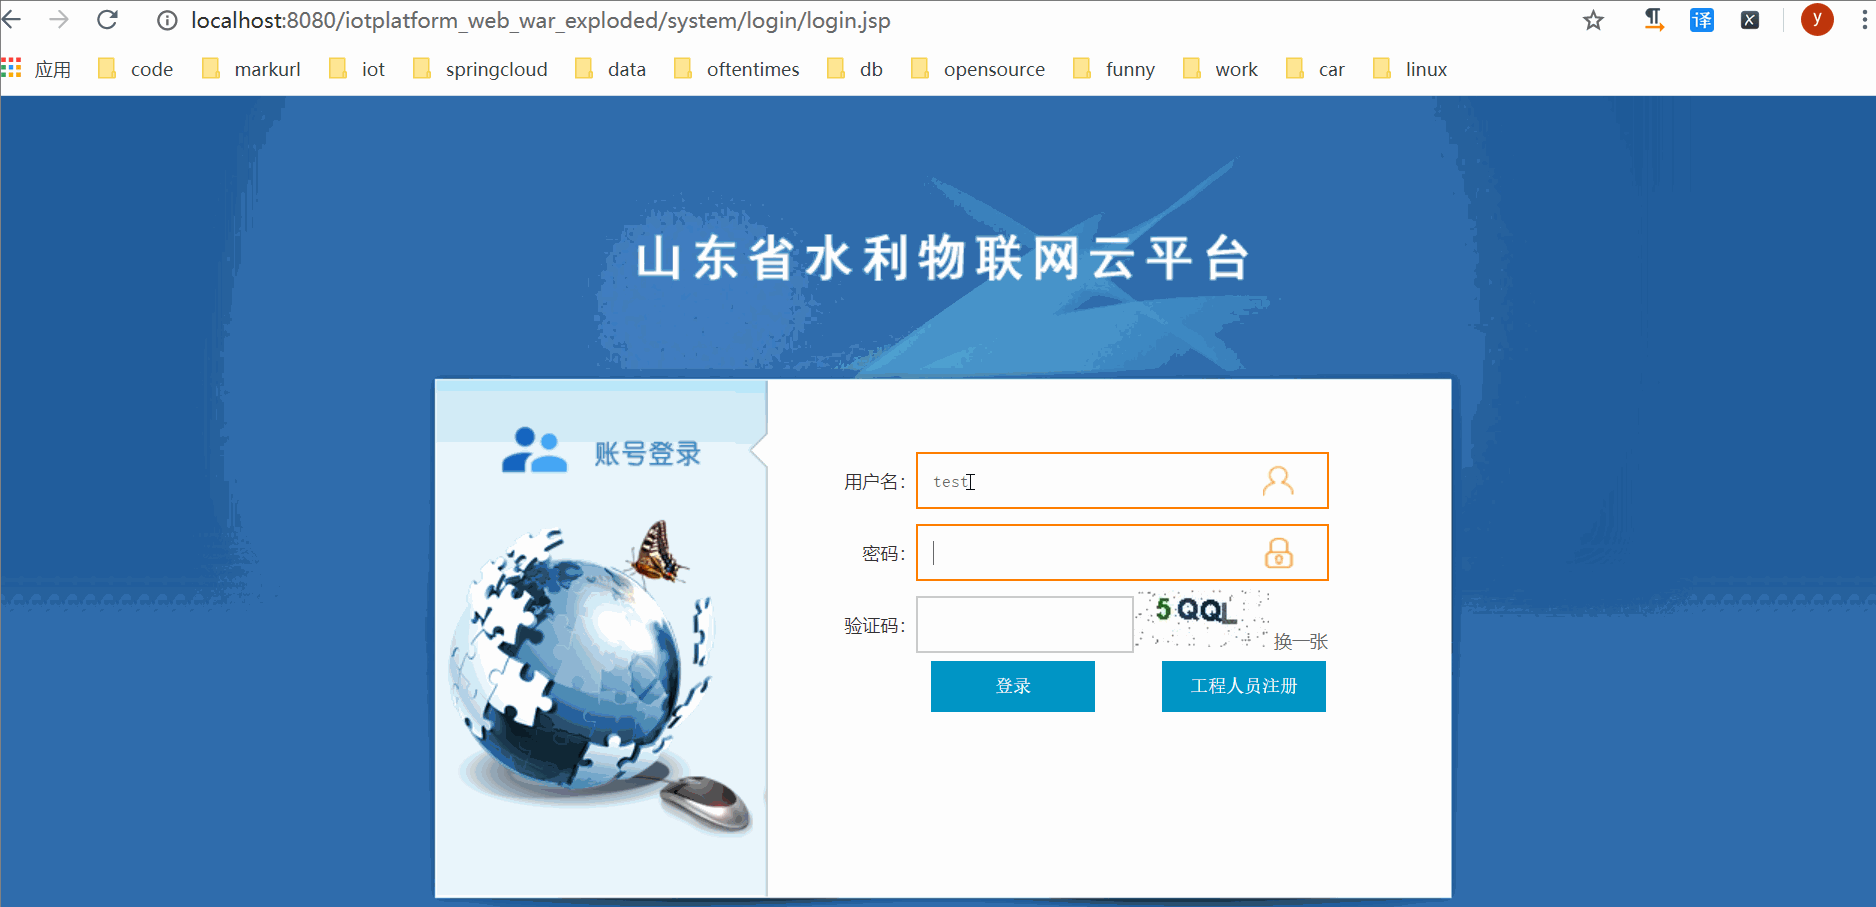 localhost:8080/iotplatform_web_war_exploded/system/login/login.jsp
译
X
y
应用 code markurl iot springcloud data oftentimes db opensource funny work car linux
山东省水利物联网云平台
账号登录
用户名: test
密码:
验证码: 5QQL 换一张
登录 工程人员注册